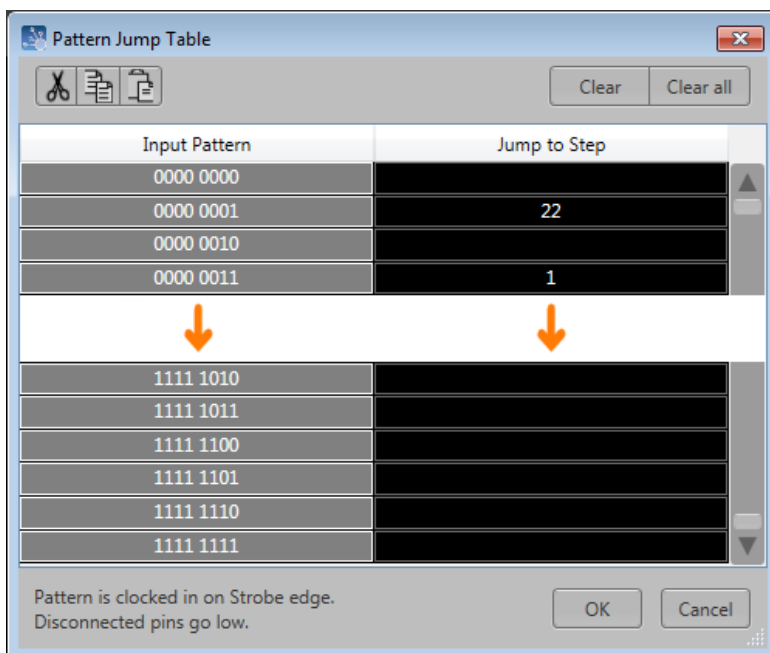 Pattern Jump Table
Clear Clear all
Input Pattern Jump to Step
0000 0000
0000 0001 22
0000 0010
0000 0011 1
1111 1010
1111 1011
1111 1100
1111 1101
1111 1110
1111 1111
Pattern is clocked in on Strobe edge.
Disconnected pins go low.
OK Cancel